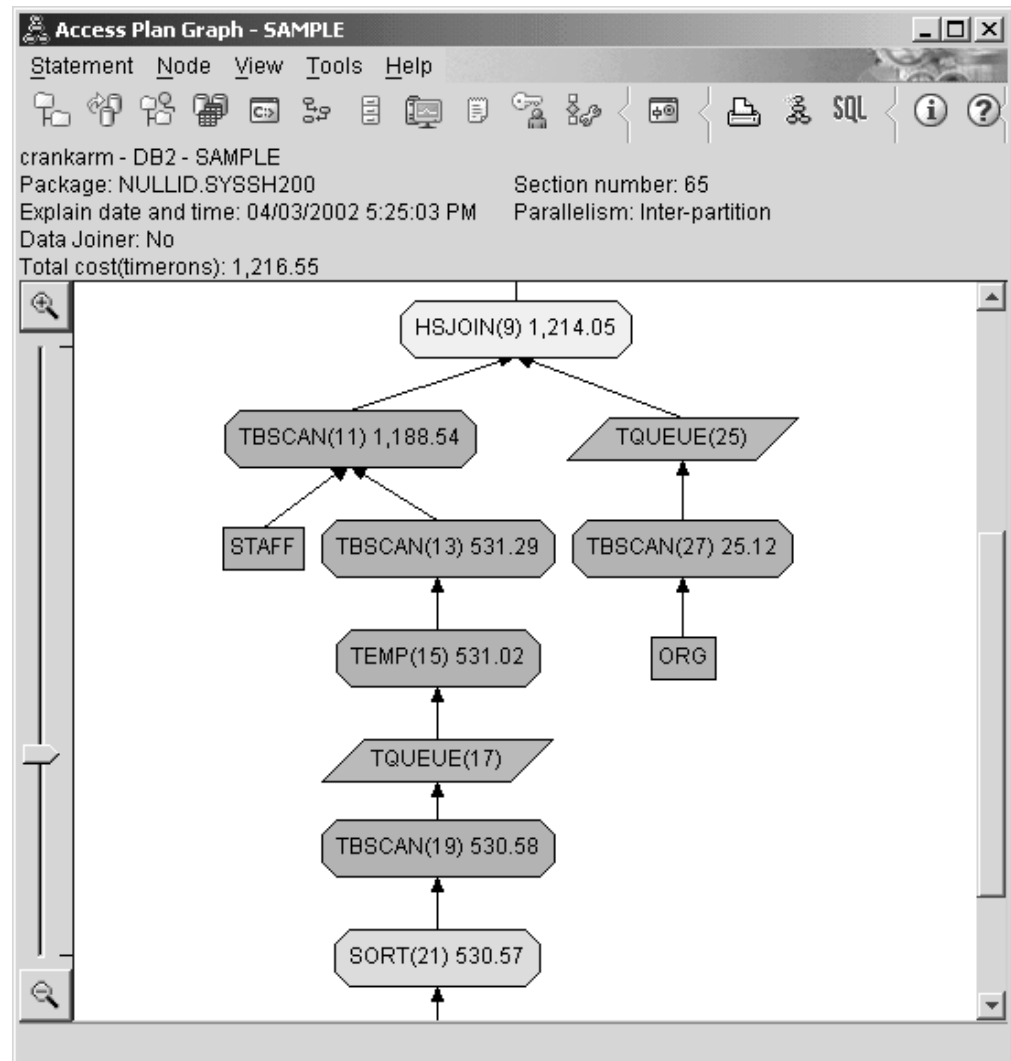 Access Plan Graph - SAMPLE
Statement Node View Tools Help
SQL
crankarm - DB2 - SAMPLE
Package: NULLID.SYSSH200 Section number: 65
Explain date and time: 04/03/2002 5:25:03 PM Parallelism: Inter-partition
Data Joiner: No
Total cost(timerons): 1,216.55
HSJOIN(9) 1,214.05
TBSCAN(11) 1,188.54 TQUEUE(25)
STAFF TBSCAN(13) 531.29 TBSCAN(27) 25.12
TEMP(15) 531.02 ORG
TQUEUE(17)
TBSCAN(19) 530.58
SORT(21) 530.57